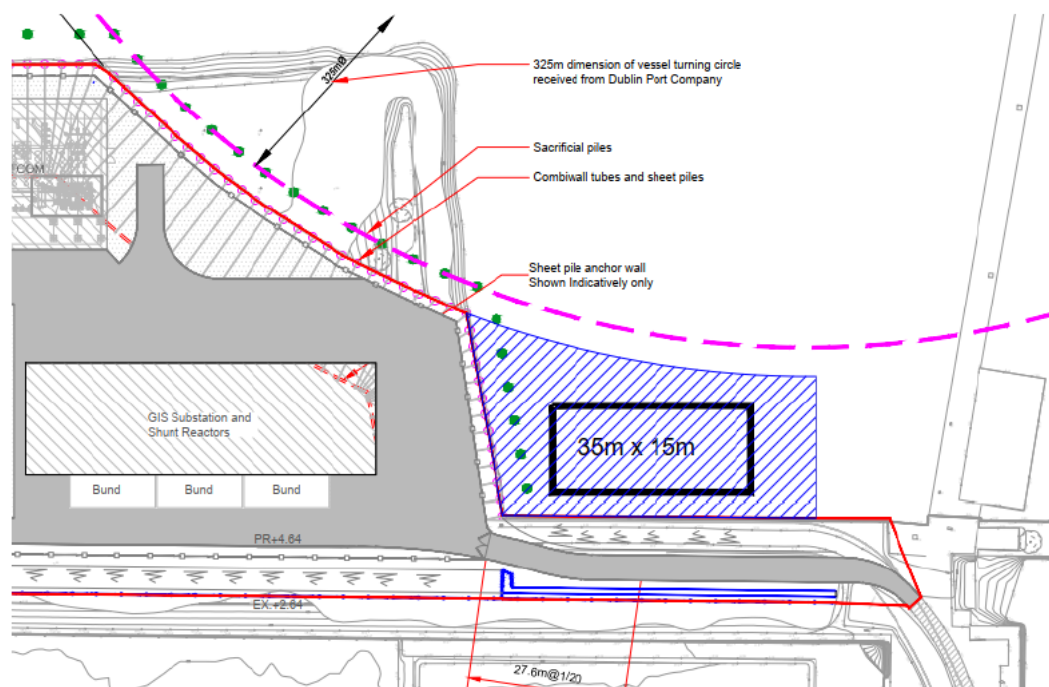 325mØ
325m dimension of vessel turning circle
received from Dublin Port Company
Sacrificial piles
Combiwall tubes and sheet piles
COM
Sheet pile anchor wall
Shown Indicatively only
GIS Substation and
Shunt Reactors
35m x 15m
Bund
Bund
Bund
PR+4.64
EX.+2.64
27.6m@1/20